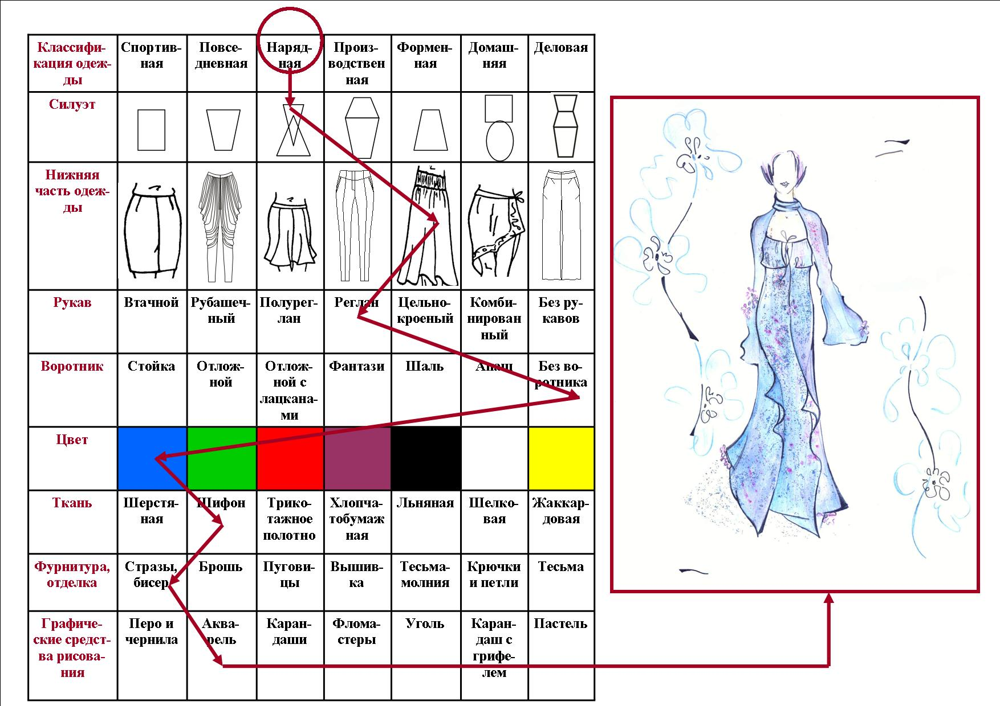 Классифи-
кация одеж-
ды
Спортив-
ная
Повсе-
дневная
Наряд-
ная
Произ-
водствен
ная
Формен-
ная
Домаш-
няя
Деловая
Силуэт
Нижняя
часть одеж-
ды
Рукав
Втачной
Рубашеч-
ный
Полурег-
лан
Реглан
Цельно-
кроеный
Комби-
нирован
ный
Без ру-
кавов
Воротник
Стойка
Отлож-
ной
Отлож-
ной с
лацкана-
ми
Фантази
Шаль
Апаш
Без во-
ротника
Цвет
Ткань
Шерстя-
ная
Шифон
Трико-
тажное
полотно
Хлопча-
тобумаж
ная
Льняная
Шелко-
вая
Жаккар-
довая
Фурнитура,
отделка
Стразы,
бисер
Брошь
Пугови-
цы
Вышив-
ка
Тесьма-
молния
Крючки
и петли
Тесьма
Графиче-
ские средст-
ва рисова-
ния
Перо и
чернила
Аква-
рель
Каран-
даши
Флома-
стеры
Уголь
Каран-
даш с
грифе-
лем
Пастель